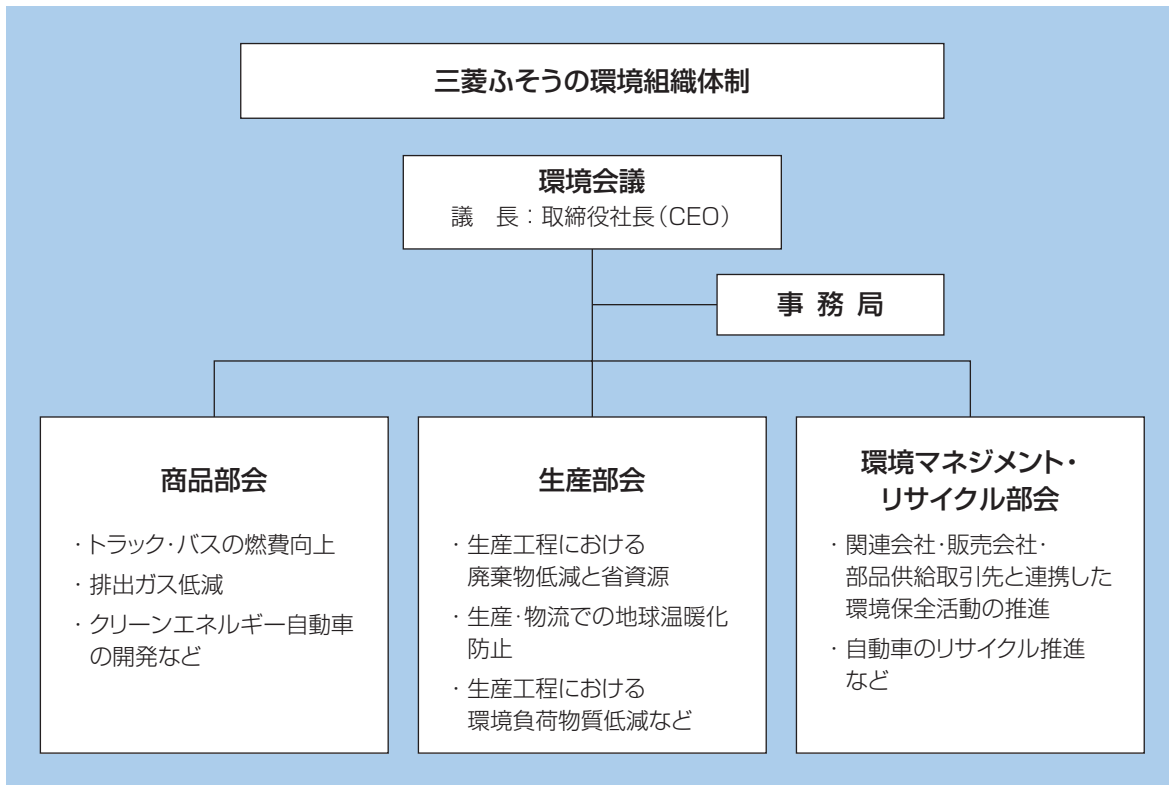 三菱ふそうの環境組織体制
環境会議
議　長：取締役社長（CEO）
事 務 局
商品部会
・トラック・バスの燃費向上
・排出ガス低減
・クリーンエネルギー自動車
の開発など
生産部会
・生産工程における
廃棄物低減と省資源
・生産・物流での地球温暖化
防止
・生産工程における
環境負荷物質低減など
環境マネジメント・
リサイクル部会
・関連会社・販売会社・
部品供給取引先と連携した
環境保全活動の推進
・自動車のリサイクル推進
など